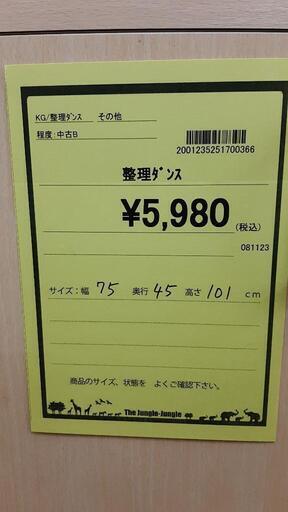 KG/整理ﾀﾞﾝｽ その他
程度:中古B
2001235251700366
整理ﾀﾞﾝｽ
¥5,980 (税込)
081123
サイズ:幅 75 奥行 45 高さ 101 cm
商品のサイズ、状態を よくご確認下さい。
The Jungle-Jungle